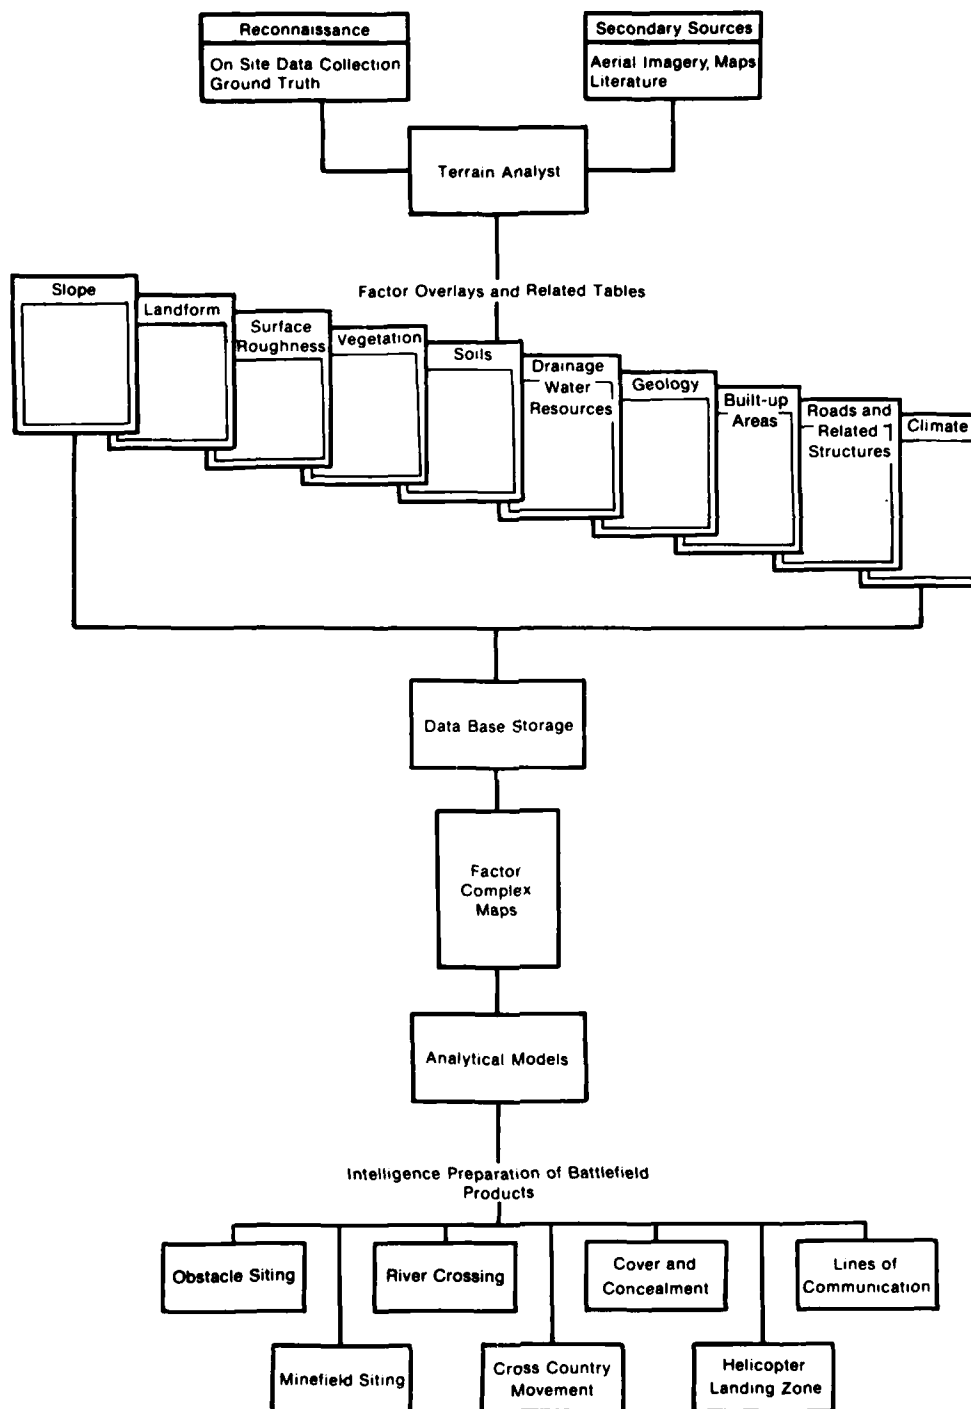 Reconnaissance
On Site Data Collection
Ground Truth
Secondary Sources
Aerial Imagery, Maps
Literature
Terrain Analyst
Factor Overlays and Related Tables
Slope
Landform
Surface
Roughness
Vegetation
Soils
Drainage
Water
Resources
Geology
Built-up
Areas
Roads and
Related
Structures
Climate
Data Base Storage
Factor
Complex
Maps
Analytical Models
Intelligence Preparation of Battlefield
Products
Obstacle Siting
River Crossing
Cover and
Concealment
Lines of
Communication
Minefield Siting
Cross Country
Movement
Helicopter
Landing Zone